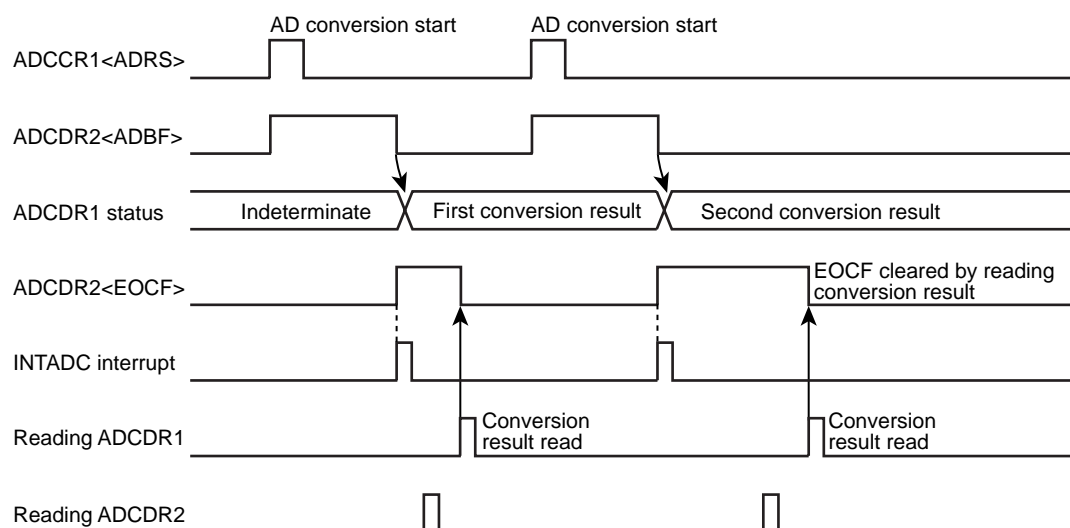 AD conversion start
AD conversion start
ADCCR1<ADRS>
ADCDR2<ADBF>
ADCDR1 status
Indeterminate
First conversion result
Second conversion result
ADCDR2<EOCF>
EOCF cleared by reading
conversion result
INTADC interrupt
Reading ADCDR1
Conversion
result read
Conversion
result read
Reading ADCDR2